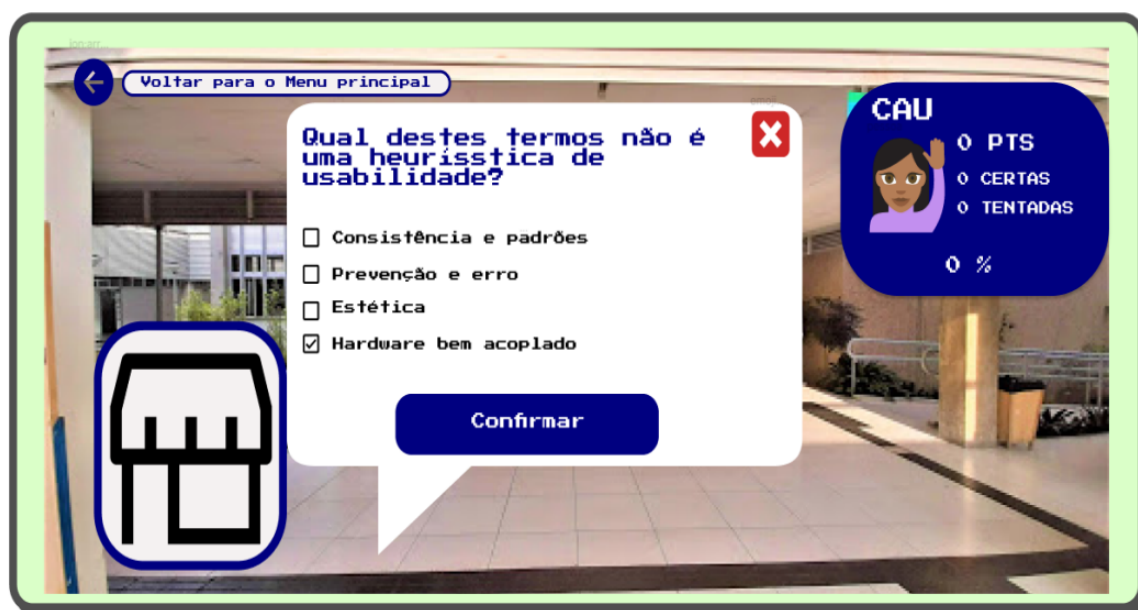 Voltar para o Menu principal
Qual destes termos não é
uma heurísstica de
usabilidade?
Consistência e padrões
Prevenção e erro
Estética
Hardware bem acoplado
Confirmar
CAU
0 PTS
0 CERTAS
0 TENTADAS
0 %